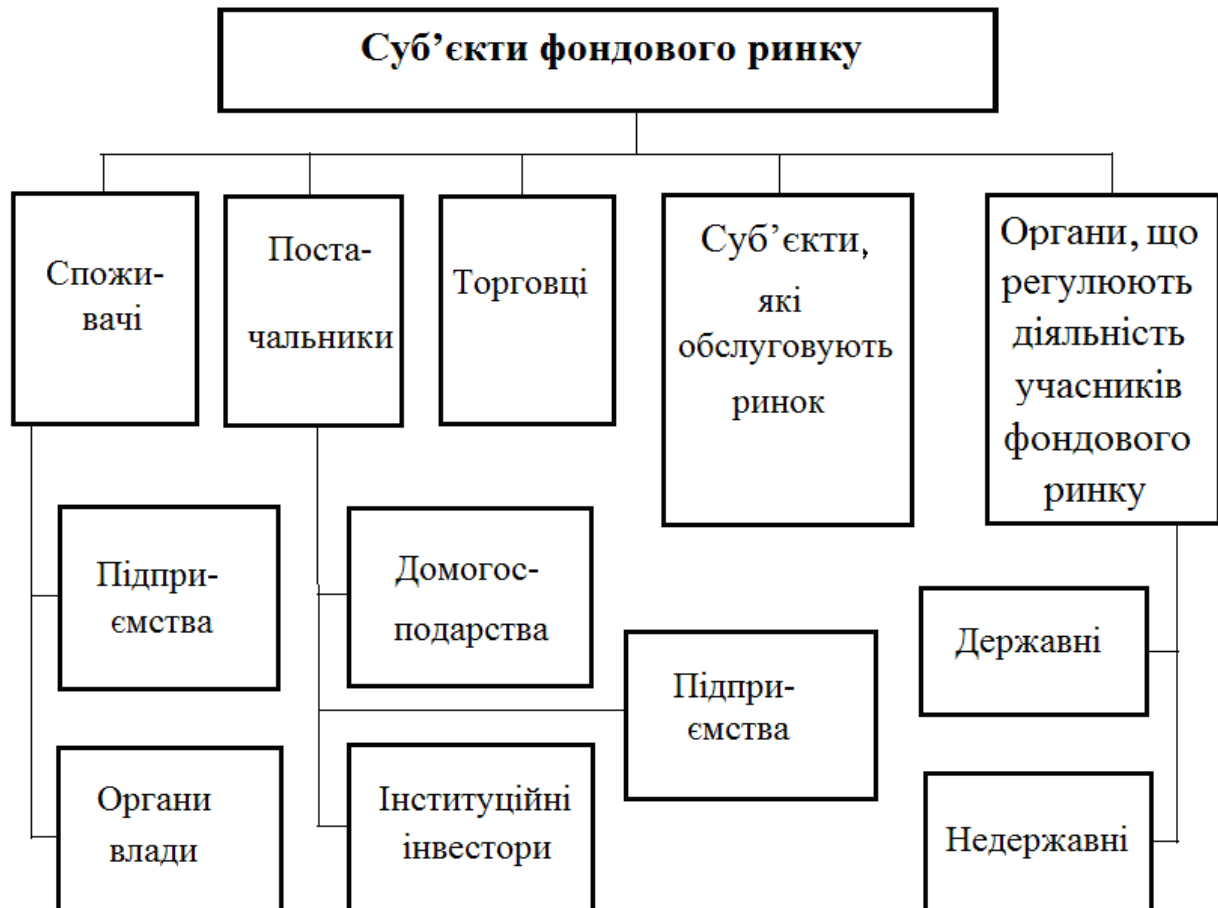 Суб’єкти фондового ринку
Спожи-
вачі
Поста-
чальники
Торговці
Суб’єкти,
які
обслуговують
ринок
Органи, що
регулюють
діяльність
учасників
фондового
ринку
Підпри-
ємства
Органи
влади
Домогос-
подарства
Інституційні
інвестори
Підпри-
ємства
Державні
Недержавні